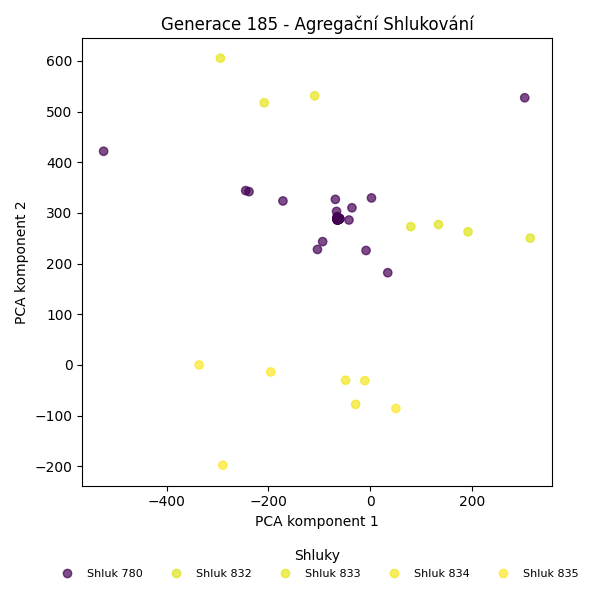 Generace 185 - Agregační Shlukování
PCA komponent 2
600
500
400
300
200
100
0
−100
−200
−400 −200 0 200
PCA komponent 1
Shluky
Shluk 780 Shluk 832 Shluk 833 Shluk 834 Shluk 835